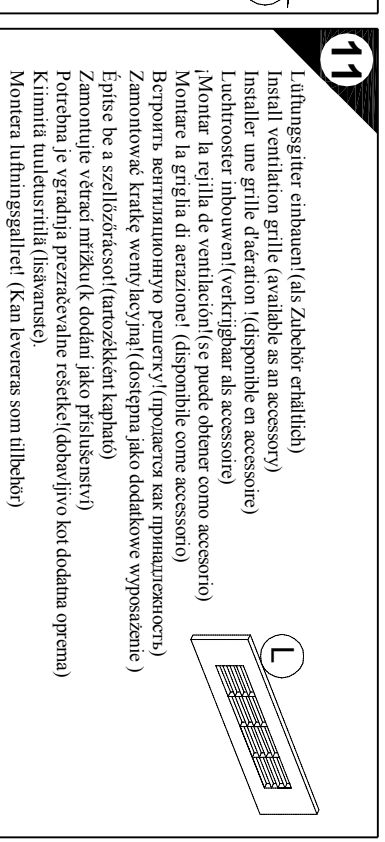 11
Lüftungsgitter einbauen!(als Zubehör erhältlich)
Install ventilation grille (available as an accessory)
Installer une grille d'aération !(disponible en accessoire)
Luchtrooster inbouwen!(verkrijgbaar als accessoire)
¡Montar la rejilla de ventilación!(se puede obtener como accesorio)
Montare la griglia di aerazione! (disponibile come accessorio)
Встроить вентиляционную решетку!(продается как принадлежность)
Zamontować kratkę wentylacyjną!(dostępna jako dodatkowe wyposażenie )
Építse be a szellőzőrácsot!(tartozékként kapható)
Zamontujte větrací mřížku(k dodání jako příslušenství)
Potrebna je vgradnja prezračevalne rešetke!(dobavljivo kot dodatna oprema)
Kiinnitä tuuletusritilä (lisävaruste).
Montera luftningsgallret! (Kan levereras som tillbehör)
L